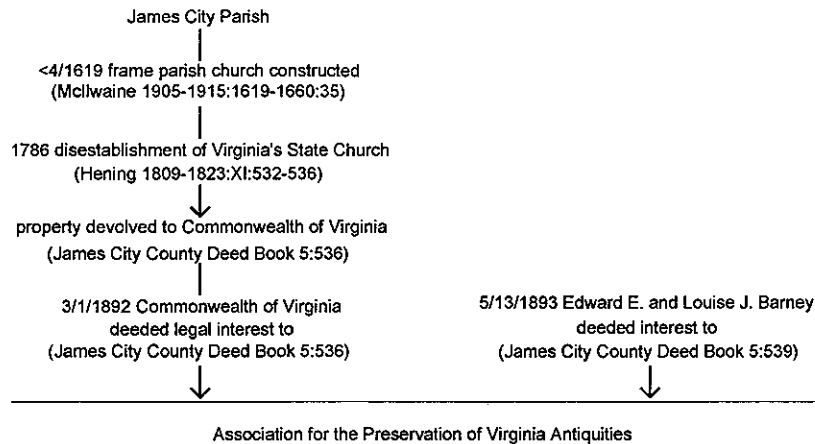 James City Parish
<4/1619 frame parish church constructed
(McIlwaine 1905-1915:1619-1660:35)
1786 disestablishment of Virginia's State Church
(Hening 1809-1823:XI:532-536)
property devolved to Commonwealth of Virginia
(James City County Deed Book 5:536)
3/1/1892 Commonwealth of Virginia
deeded legal interest to
(James City County Deed Book 5:536)
5/13/1893 Edward E. and Louise J. Barney
deeded interest to
(James City County Deed Book 5:539)
Association for the Preservation of Virginia Antiquities